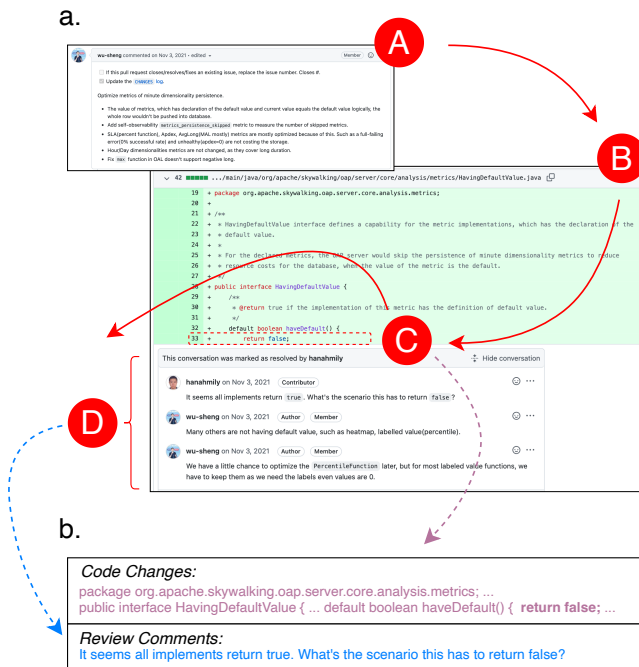 a.
A
wu-sheng commented on Nov 3, 2021 • edited
Member
If this pull request closes/resolves/fixes an existing issue, replace the issue number. Closes #.
Update the CHANGES log.
Optimize metrics of minute dimensionality persistence.
• The value of metrics, which has declaration of the default value and current value equals the default value logically, the
whole row wouldn't be pushed into database.
• Add self-observability metrics_persistence_skipped metric to measure the number of skipped metrics.
• SLA(percent function), Apdex, AvgLong(MAL mostly) metrics are mostly optimized because of this. Such as a full-failing
error(0% successful rate) and unhealthy(apdex=0) are not costing the storage.
• Hour/Day dimensionalities metrics are not changed, as they cover long duration.
• Fix max function in OAL doesn't support negative long.
B
42 .../main/java/org/apache/skywalking/oap/server/core/analysis/metrics/HavingDefaultValue.java
19 + package org.apache.skywalking.oap.server.core.analysis.metrics;
20 +
21 + /**
22 + * HavingDefaultValue interface defines a capability for the metric implementations, which has the declaration of the
23 + * default value.
24 + *
25 + * For the declared metrics, the OAP server would skip the persistence of minute dimensionality metrics to reduce
26 + * resource costs for the database, when the value of the metric is the default.
27 + */
28 + public interface HavingDefaultValue {
29 + /**
30 + * @return true if the implementation of this metric has the definition of default value.
31 + */
32 + default boolean haveDefault() {
33 + return false;
C
This conversation was marked as resolved by hanahmily
Hide conversation
D
hanahmily on Nov 3, 2021 Contributor
It seems all implements return true. What's the scenario this has to return false?
wu-sheng on Nov 3, 2021 Author Member
Many others are not having default value, such as heatmap, labelled value(percentile).
wu-sheng on Nov 3, 2021 Author Member
We have a little chance to optimize the PercentileFunction later, but for most labeled value functions, we
have to keep them as we need the labels even values are 0.
b.
Code Changes:
package org.apache.skywalking.oap.server.core.analysis.metrics; ...
public interface HavingDefaultValue { ... default boolean haveDefault() { return false; ...
Review Comments:
It seems all implements return true. What's the scenario this has to return false?